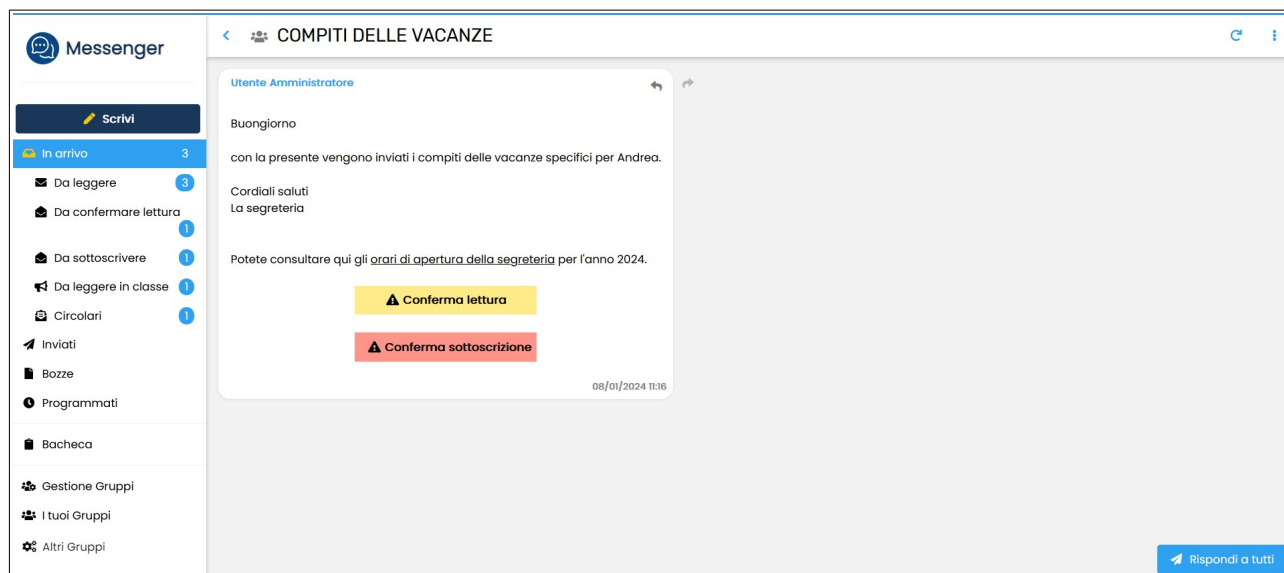 Messenger
Scrivi
In arrivo 3
Da leggere 3
Da confermare lettura
1
Da sottoscrivere 1
Da leggere in classe 1
Circolari 1
Inviati
Bozze
Programmati
Bacheca
Gestione Gruppi
I tuoi Gruppi
Altri Gruppi
COMPITI DELLE VACANZE
Utente Amministratore
Buongiorno
con la presente vengono inviati i compiti delle vacanze specifici per Andrea.
Cordiali saluti
La segreteria
Potete consultare qui gli orari di apertura della segreteria per l'anno 2024.
Conferma lettura
Conferma sottoscrizione
08/01/2024 11:16
Rispondi a tutti